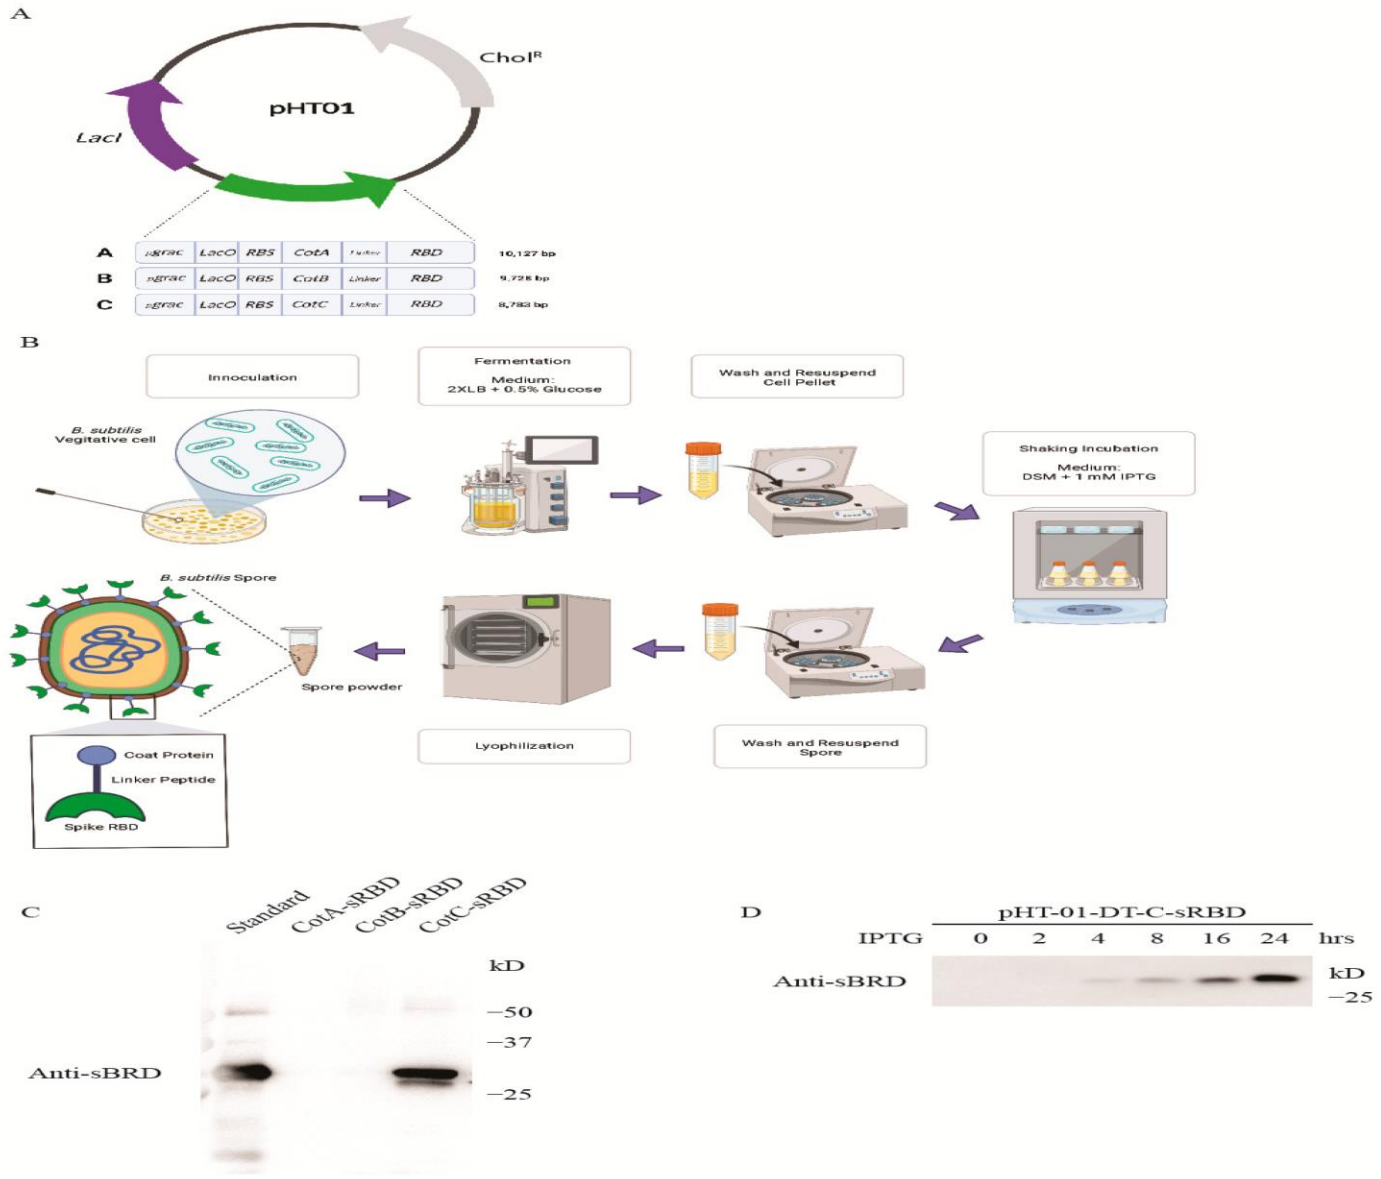 A
Chol^R
pHT01
LacI
A pgrac LacO RBS CotA Linker RBD 10,127 bp
B pgrac LacO RBS CotB Linker RBD 9,728 bp
C pgrac LacO RBS CotC Linker RBD 8,783 bp
B
Innoculation
Fermentation
Medium:
2XLB + 0.5% Glucose
Wash and Resuspend
Cell Pellet
B. subtilis
Vegitative cell
Shaking Incubation
Medium:
DSM + 1 mM IPTG
B. subtilis Spore
Spore powder
Lyophilization
Wash and Resuspend
Spore
Coat Protein
Linker Peptide
Spike RBD
C
Standard
CotA-sRBD
CotB-sRBD
CotC-sRBD
kD
–50
–37
Anti-sBRD
–25
D
pHT-01-DT-C-sRBD
IPTG 0 2 4 8 16 24 hrs
Anti-sBRD
kD
–25